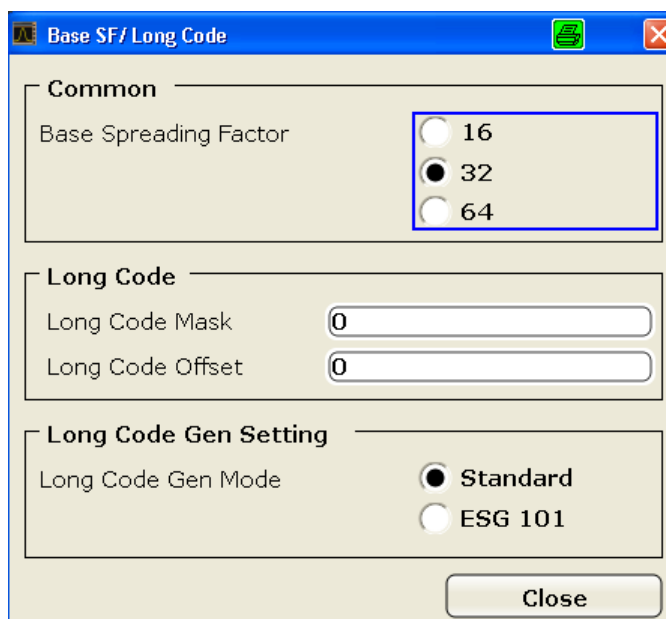 Base SF/ Long Code
Common
Base Spreading Factor
16
32
64
Long Code
Long Code Mask 0
Long Code Offset 0
Long Code Gen Setting
Long Code Gen Mode
Standard
ESG 101
Close